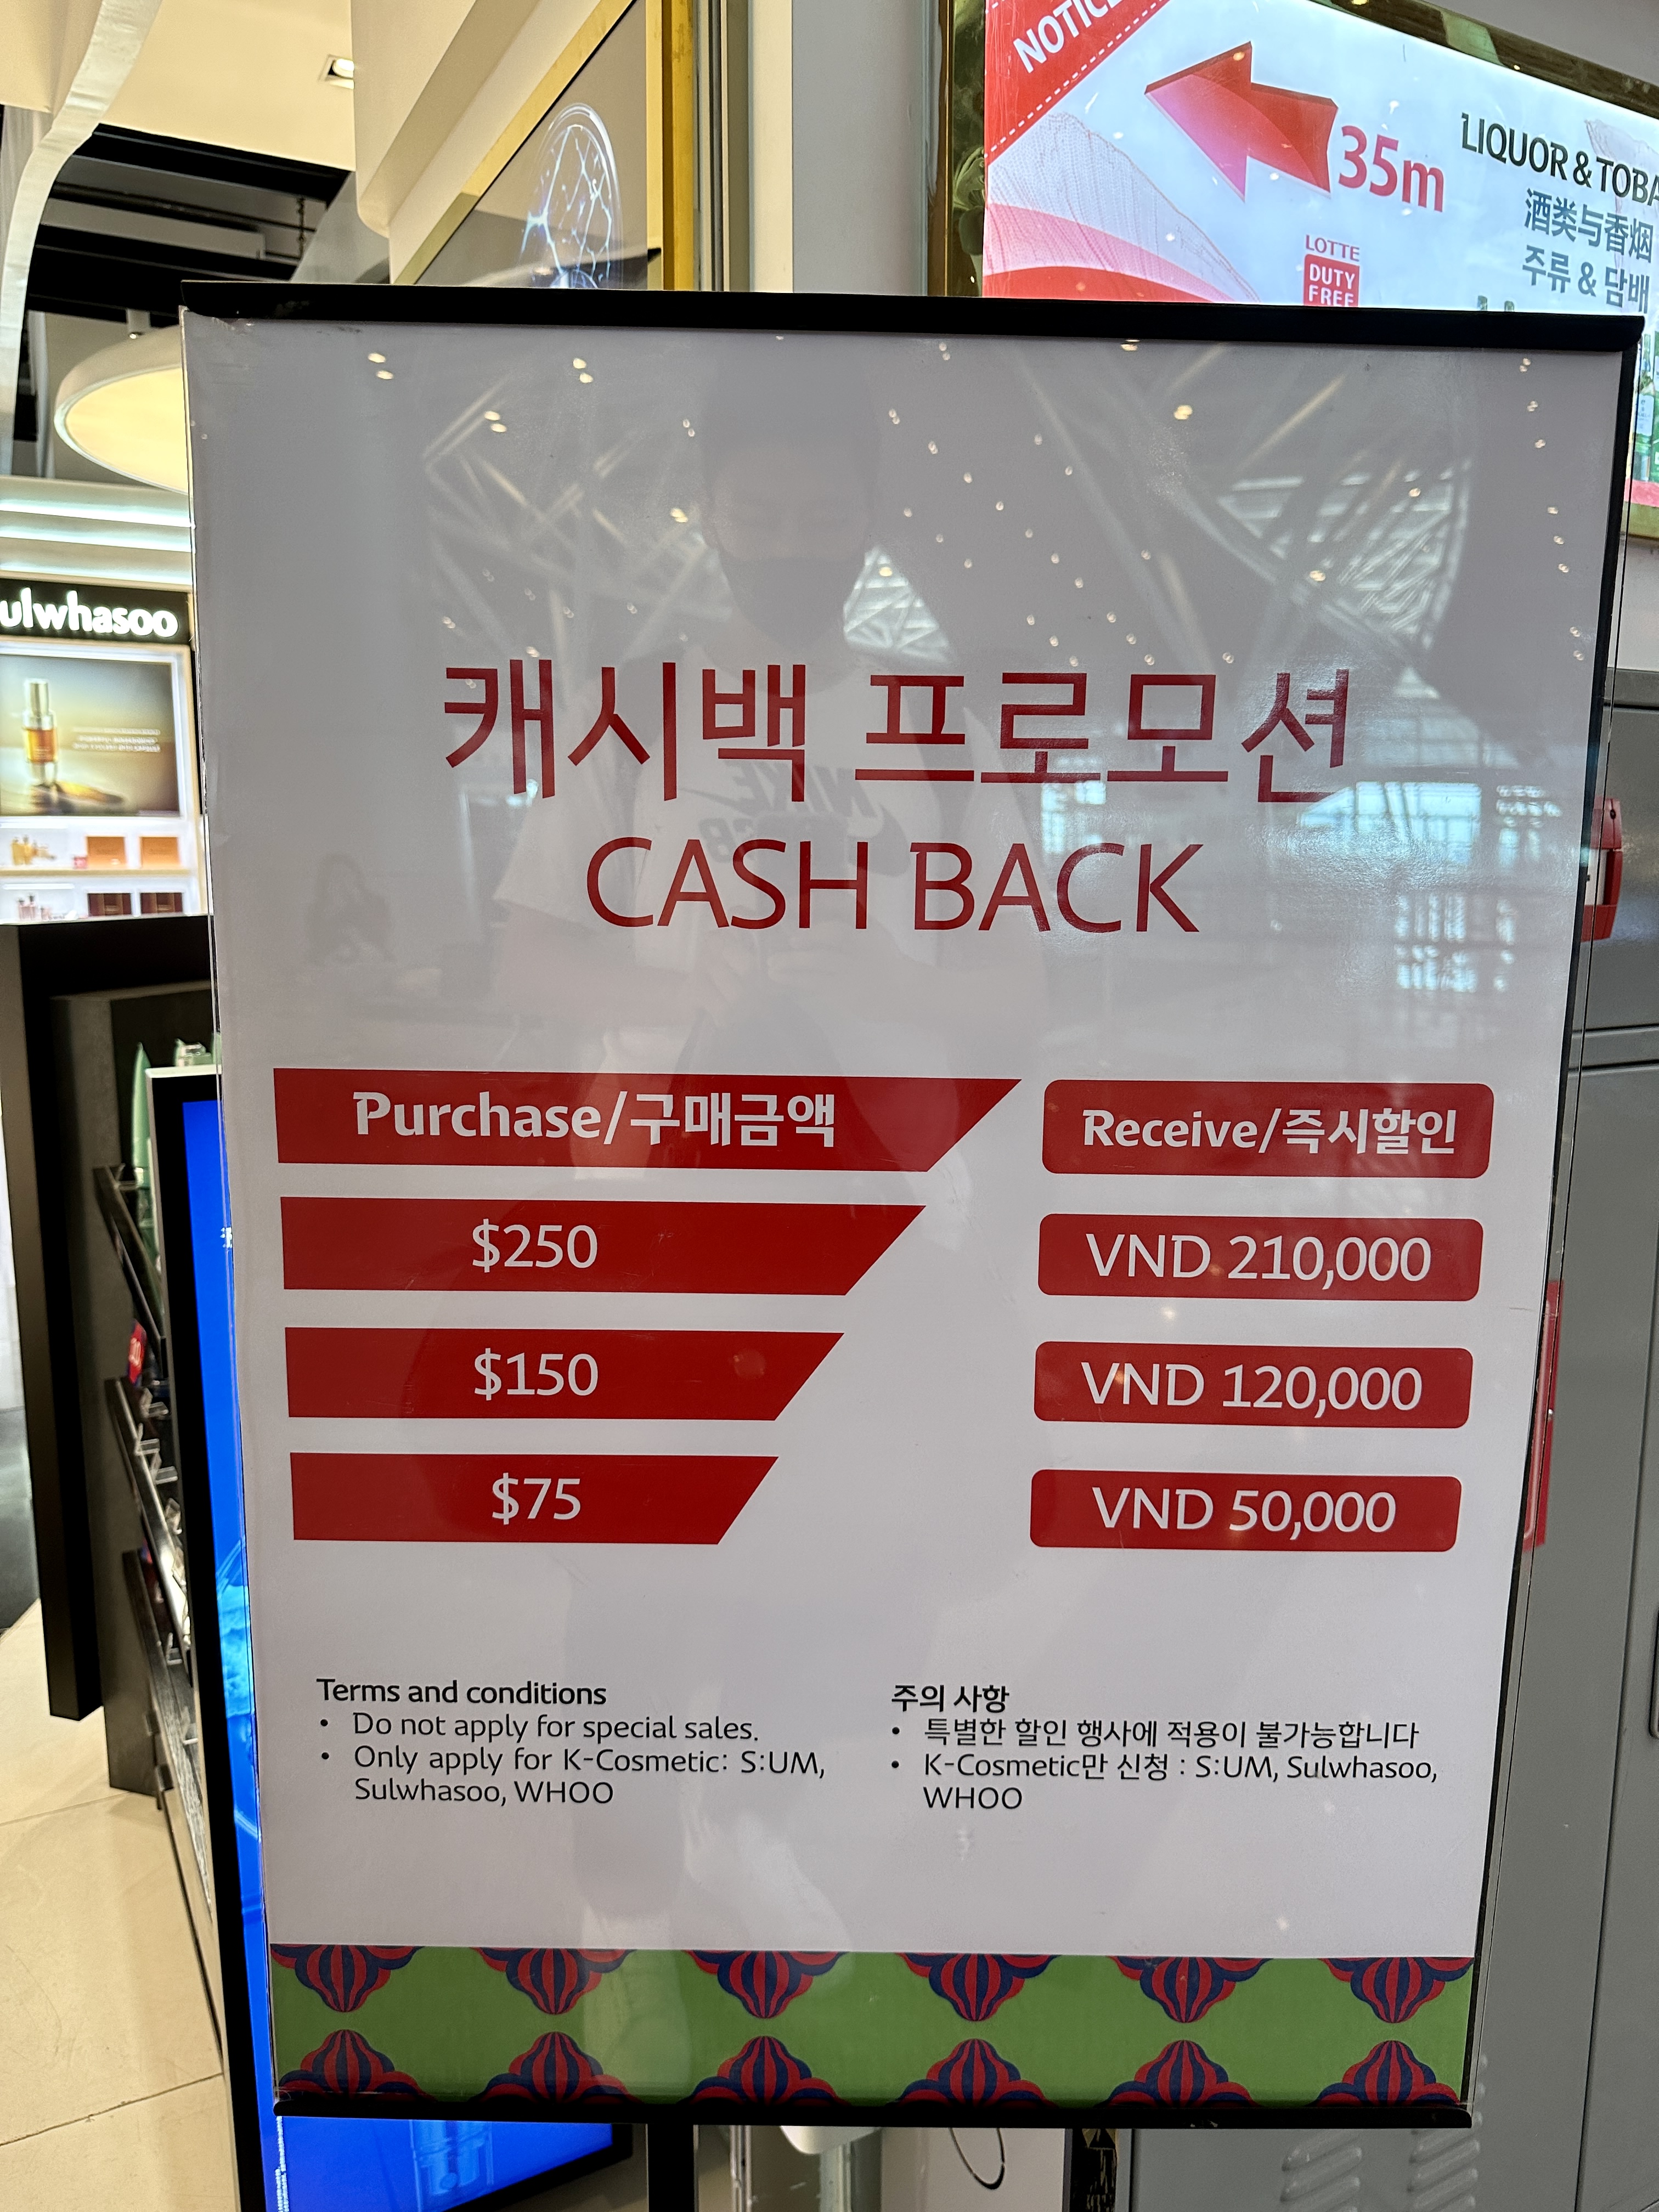 NOTICE
35m
LIQUOR &
酒类与香烟
주류 & 담배
LOTTE
DUTY
FREE
캐시백 프로모션
CASH BACK
Purchase/구매금액 Receive/즉시할인
$250 VND 210,000
$150 VND 120,000
$75 VND 50,000
Terms and conditions
• Do not apply for special sales.
• Only apply for K-Cosmetic: S:UM,
Sulwhasoo, WHOO
주의 사항
• 특별한 할인 행사에 적용이 불가능합니다
• K-Cosmetic만 신청 : S:UM, Sulwhasoo,
WHOO
ulwhasoo